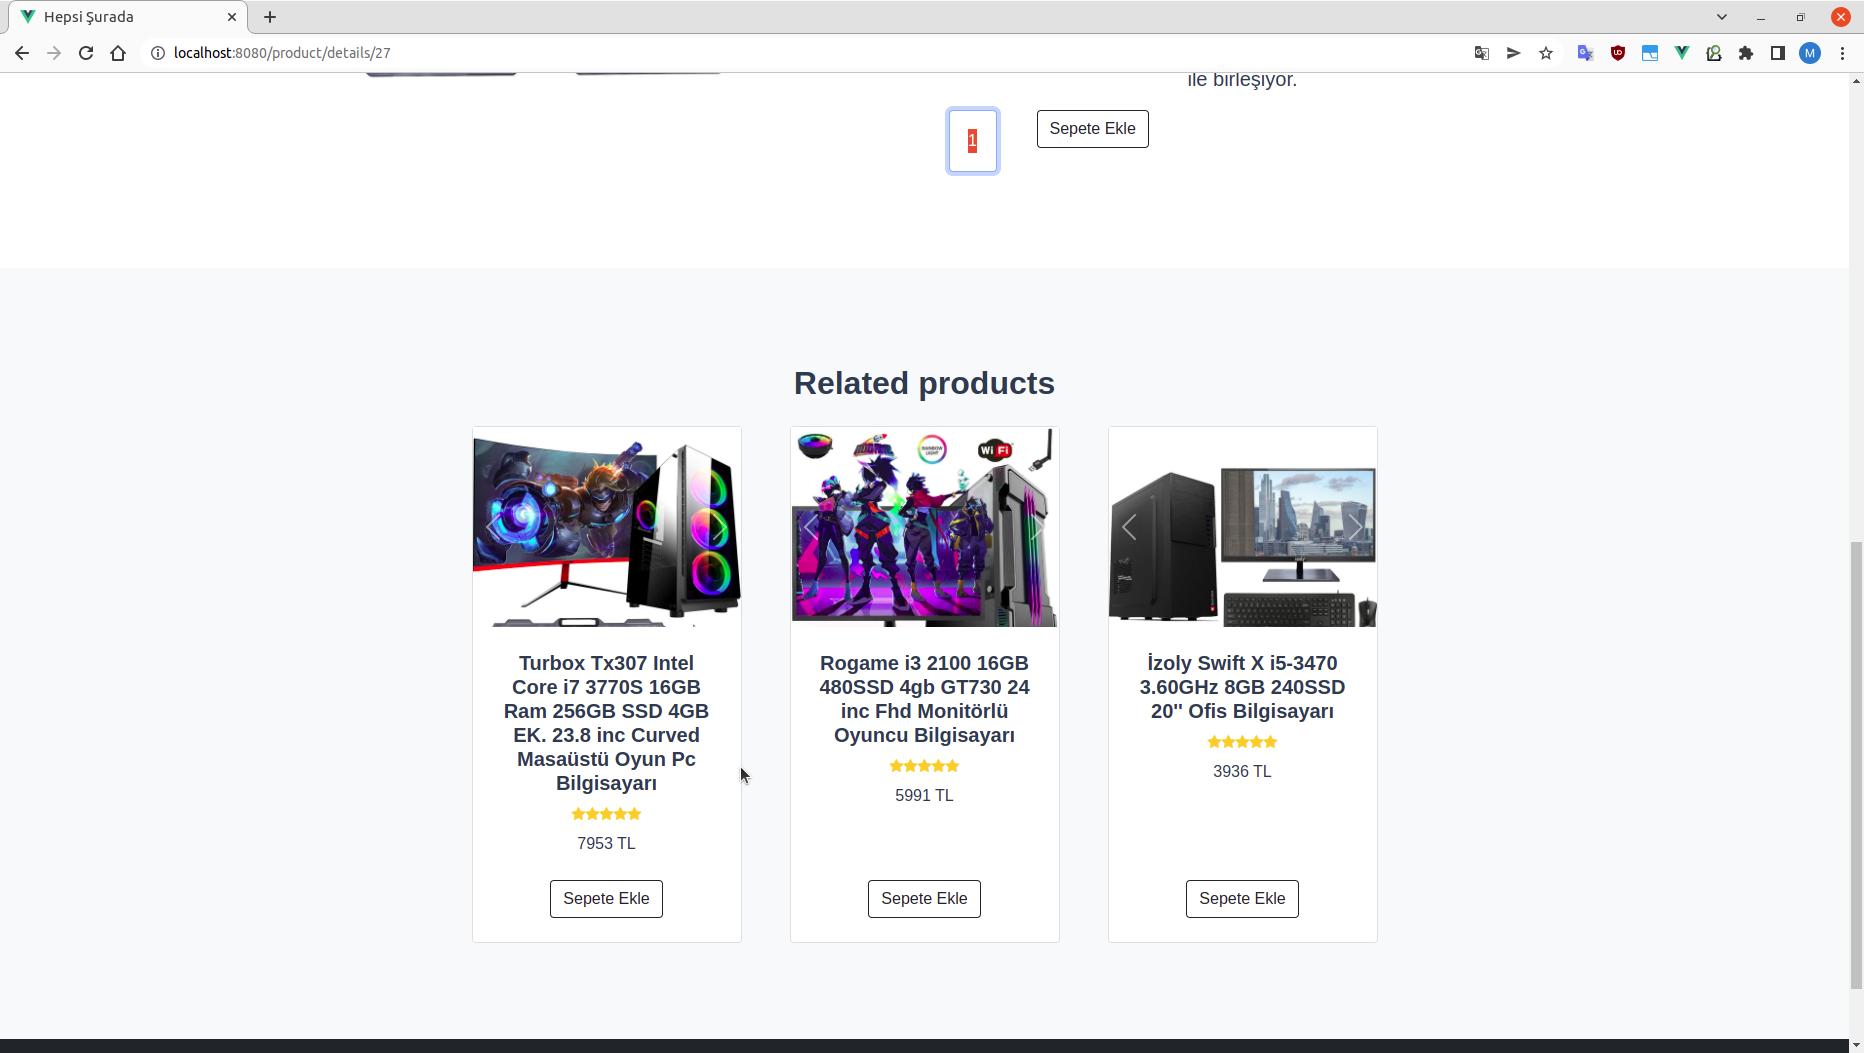 Hepsi Şurada
localhost:8080/product/details/27
M
ile birleşiyor.
1
Sepete Ekle
Related products
RAINBOW
LIGHT
WiFi
Turbox Tx307 Intel
Core i7 3770S 16GB
Ram 256GB SSD 4GB
EK. 23.8 inc Curved
Masaüstü Oyun Pc
Bilgisayarı
7953 TL
Sepete Ekle
Rogame i3 2100 16GB
480SSD 4gb GT730 24
inc Fhd Monitörlü
Oyuncu Bilgisayarı
5991 TL
Sepete Ekle
İzoly Swift X i5-3470
3.60GHz 8GB 240SSD
20'' Ofis Bilgisayarı
3936 TL
Sepete Ekle